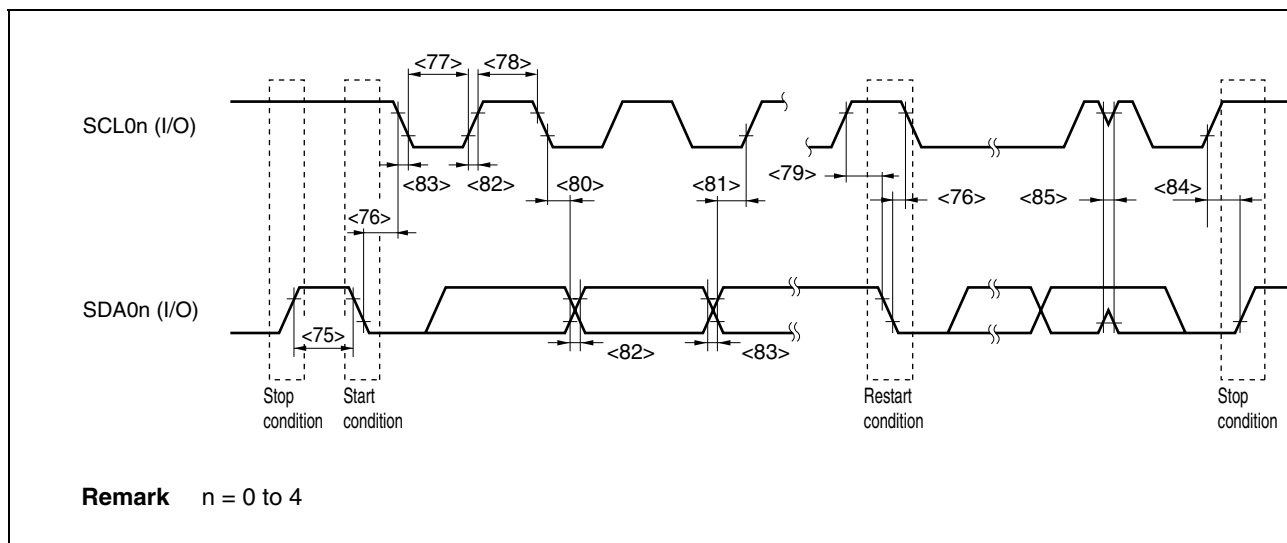 <77>
<78>
SCL0n (I/O)
<83>
<82>
<80>
<81>
<79>
<76>
<76>
<85>
<84>
SDA0n (I/O)
<75>
<82>
<83>
Stop
condition
Start
condition
Restart
condition
Stop
condition
Remark n = 0 to 4